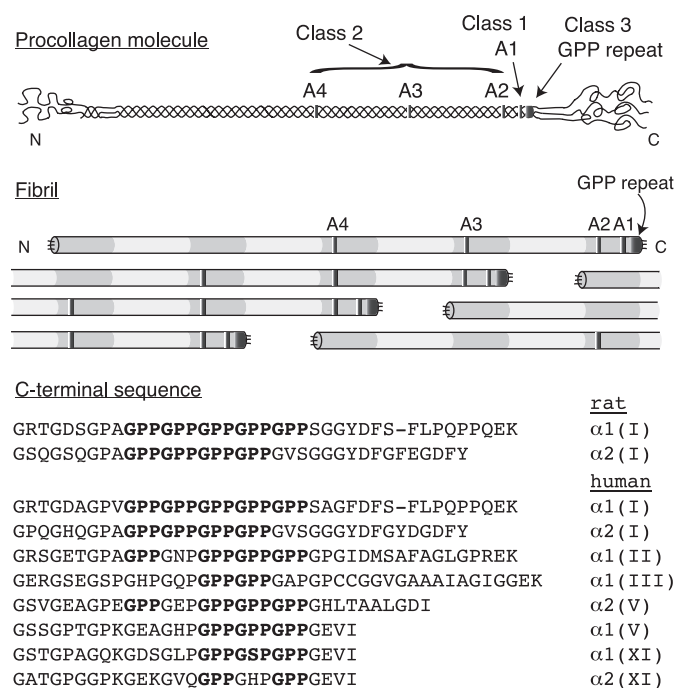 Procollagen molecule
Class 2
Class 1
A1
Class 3
GPP repeat
A4 A3 A2
N C
Fibril
GPP repeat
A4 A3 A2 A1
N C
C-terminal sequence
rat
GRTGDSGPAGPPGPPGPPGPPGPPSGGYDFS-FLPQPPQEK α1(I)
GSQGSQGPAGPPGPPGPPGPPGVSGGGYDFGFEGDFY α2(I)
human
GRTGDAGPVGPPGPPGPPGPPGPPSAGFDFS-FLPQPPQEK α1(I)
GPQGHQGPAGPPGPPGPPGPPGVSGGGYDFGYDGDFY α2(I)
GRSGETGPAGPPGNPGPPGPPGPPGPGIDMSAFAGLGPREK α1(II)
GERGSEGSPGHPGQPGPPGPPGAPGPCCGGVGAAAIAGIGGEK α1(III)
GSVGEAGPEGPPGEPGPPGPPGPPGHLTAALGDI α2(V)
GSSGPTGPKGEAGHPGPPGPPGPPGEVI α1(V)
GSTGPAGQKGDSGLPGPPGSPGPPGEVI α1(XI)
GATGPGGPKGEKGVQGPPGHPGPPGEVI α2(XI)